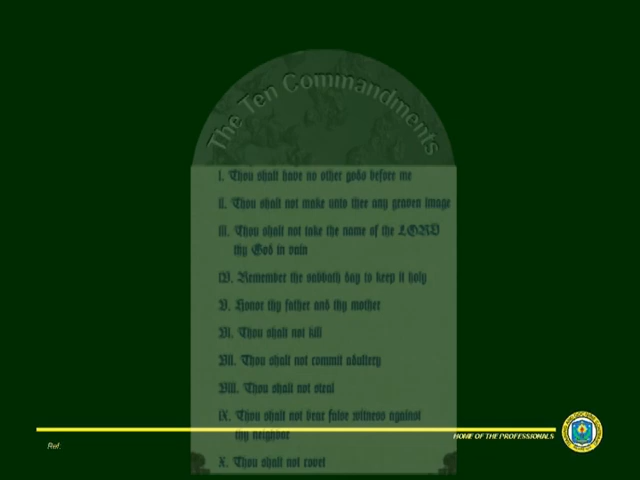 The Ten Commandments
I. Thou shalt have no other gods before me
II. Thou shalt not make unto thee any graven image
III. Thou shalt not take the name of the LORD
thy God in vain
IV. Remember the sabbath day to keep it holy
V. Honor thy father and thy mother
VI. Thou shalt not kill
VII. Thou shalt not commit adultery
VIII. Thou shalt not steal
IX. Thou shalt not bear false witness against
thy neighbor
HOME OF THE PROFESSIONALS
Ref.
X. Thou shalt not covet